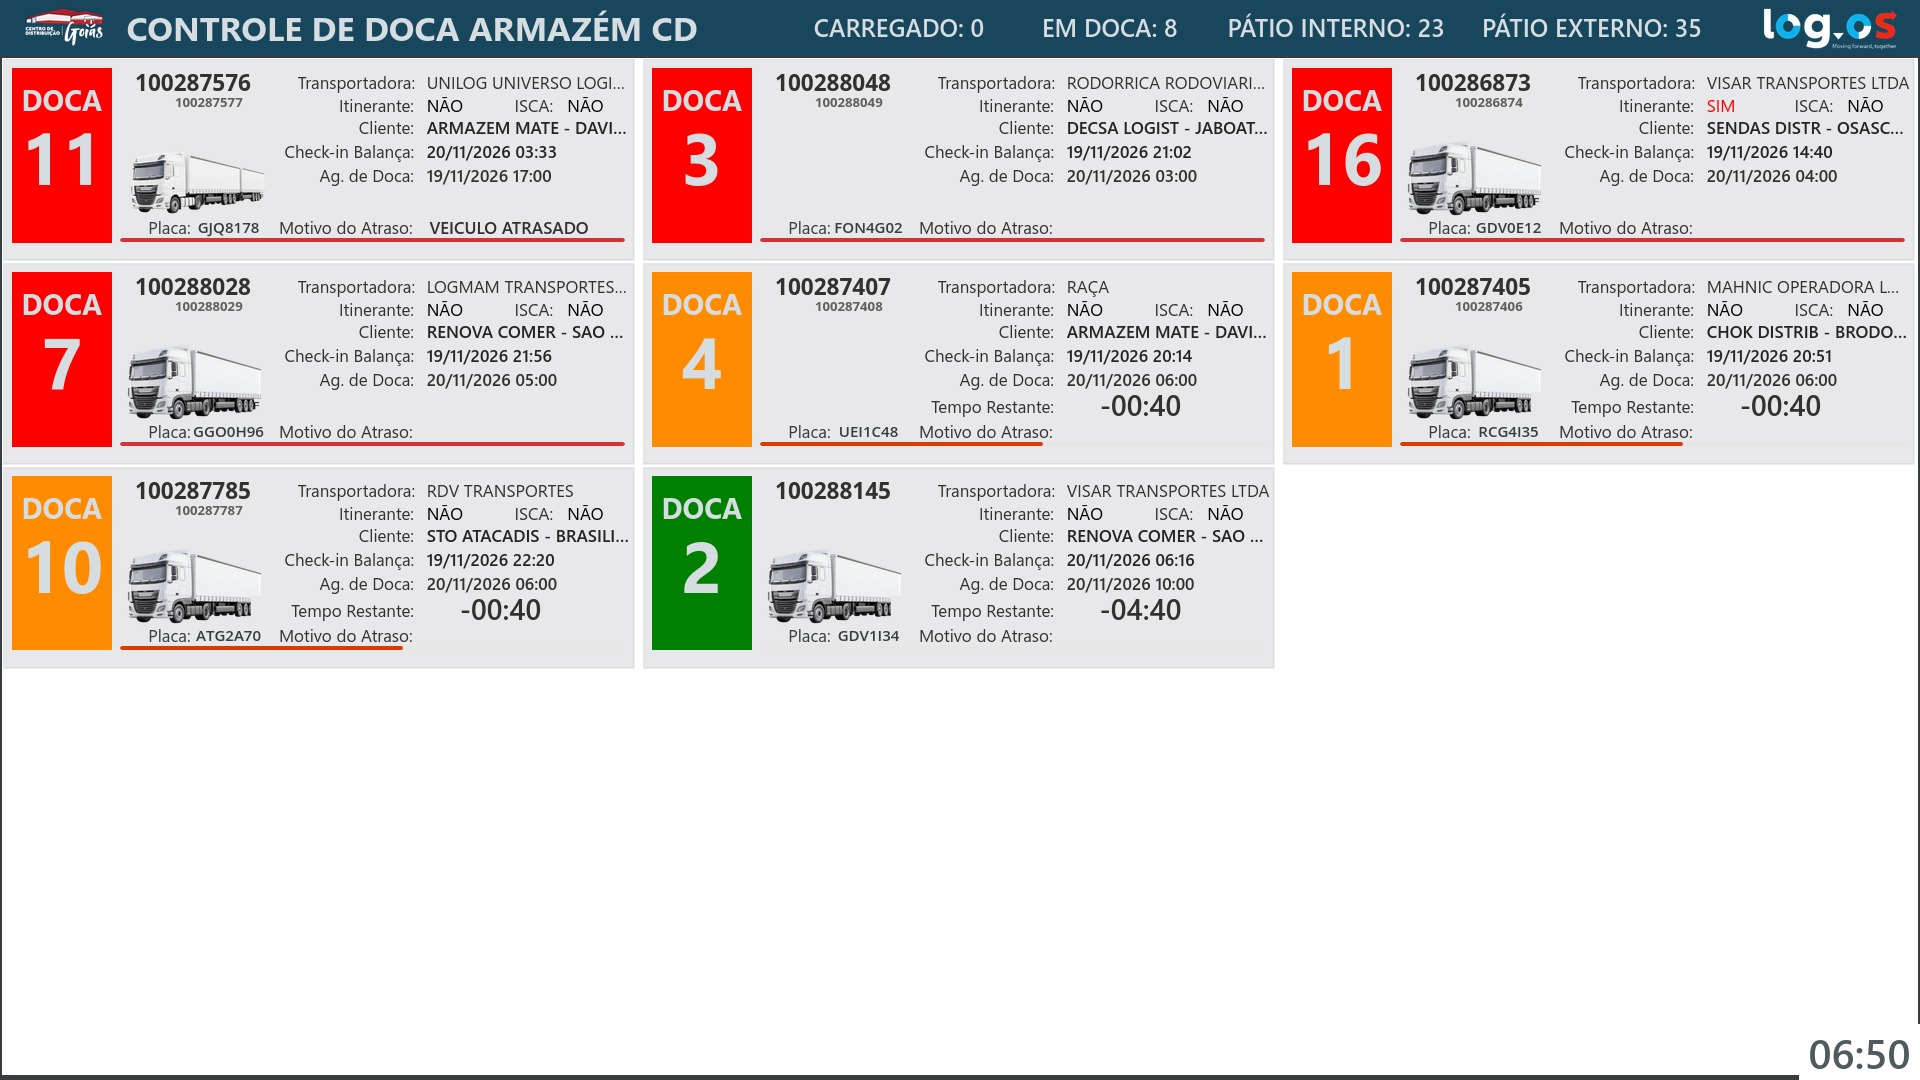 CENTRO DE DISTRIBUIÇÃO Goiás
CONTROLE DE DOCA ARMAZÉM CD
CARREGADO: 0
EM DOCA: 8
PÁTIO INTERNO: 23
PÁTIO EXTERNO: 35
log.os
Moving forward, together
DOCA
11
100287576
100287577
Transportadora: UNILOG UNIVERSO LOGI...
Itinerante: NÃO ISCA: NÃO
Cliente: ARMAZEM MATE - DAVI...
Check-in Balança: 20/11/2026 03:33
Ag. de Doca: 19/11/2026 17:00
Placa: GJQ8178 Motivo do Atraso: VEICULO ATRASADO
DOCA
3
100288048
100288049
Transportadora: RODORRICA RODOVIARI...
Itinerante: NÃO ISCA: NÃO
Cliente: DECSA LOGIST - JABOAT...
Check-in Balança: 19/11/2026 21:02
Ag. de Doca: 20/11/2026 03:00
Placa: FON4G02 Motivo do Atraso:
DOCA
16
100286873
100286874
Transportadora: VISAR TRANSPORTES LTDA
Itinerante: SIM ISCA: NÃO
Cliente: SENDAS DISTR - OSASC...
Check-in Balança: 19/11/2026 14:40
Ag. de Doca: 20/11/2026 04:00
Placa: GDV0E12 Motivo do Atraso:
DOCA
7
100288028
100288029
Transportadora: LOGMAM TRANSPORTES...
Itinerante: NÃO ISCA: NÃO
Cliente: RENOVA COMER - SAO ...
Check-in Balança: 19/11/2026 21:56
Ag. de Doca: 20/11/2026 05:00
Placa: GGO0H96 Motivo do Atraso:
DOCA
4
100287407
100287408
Transportadora: RAÇA
Itinerante: NÃO ISCA: NÃO
Cliente: ARMAZEM MATE - DAVI...
Check-in Balança: 19/11/2026 20:14
Ag. de Doca: 20/11/2026 06:00
Tempo Restante: -00:40
Placa: UEI1C48 Motivo do Atraso:
DOCA
1
100287405
100287406
Transportadora: MAHNIC OPERADORA L...
Itinerante: NÃO ISCA: NÃO
Cliente: CHOK DISTRIB - BRODO...
Check-in Balança: 19/11/2026 20:51
Ag. de Doca: 20/11/2026 06:00
Tempo Restante: -00:40
Placa: RCG4I35 Motivo do Atraso:
DOCA
10
100287785
100287787
Transportadora: RDV TRANSPORTES
Itinerante: NÃO ISCA: NÃO
Cliente: STO ATACADIS - BRASILI...
Check-in Balança: 19/11/2026 22:20
Ag. de Doca: 20/11/2026 06:00
Tempo Restante: -00:40
Placa: ATG2A70 Motivo do Atraso:
DOCA
2
100288145
Transportadora: VISAR TRANSPORTES LTDA
Itinerante: NÃO ISCA: NÃO
Cliente: RENOVA COMER - SAO ...
Check-in Balança: 20/11/2026 06:16
Ag. de Doca: 20/11/2026 10:00
Tempo Restante: -04:40
Placa: GDV1I34 Motivo do Atraso:
06:50